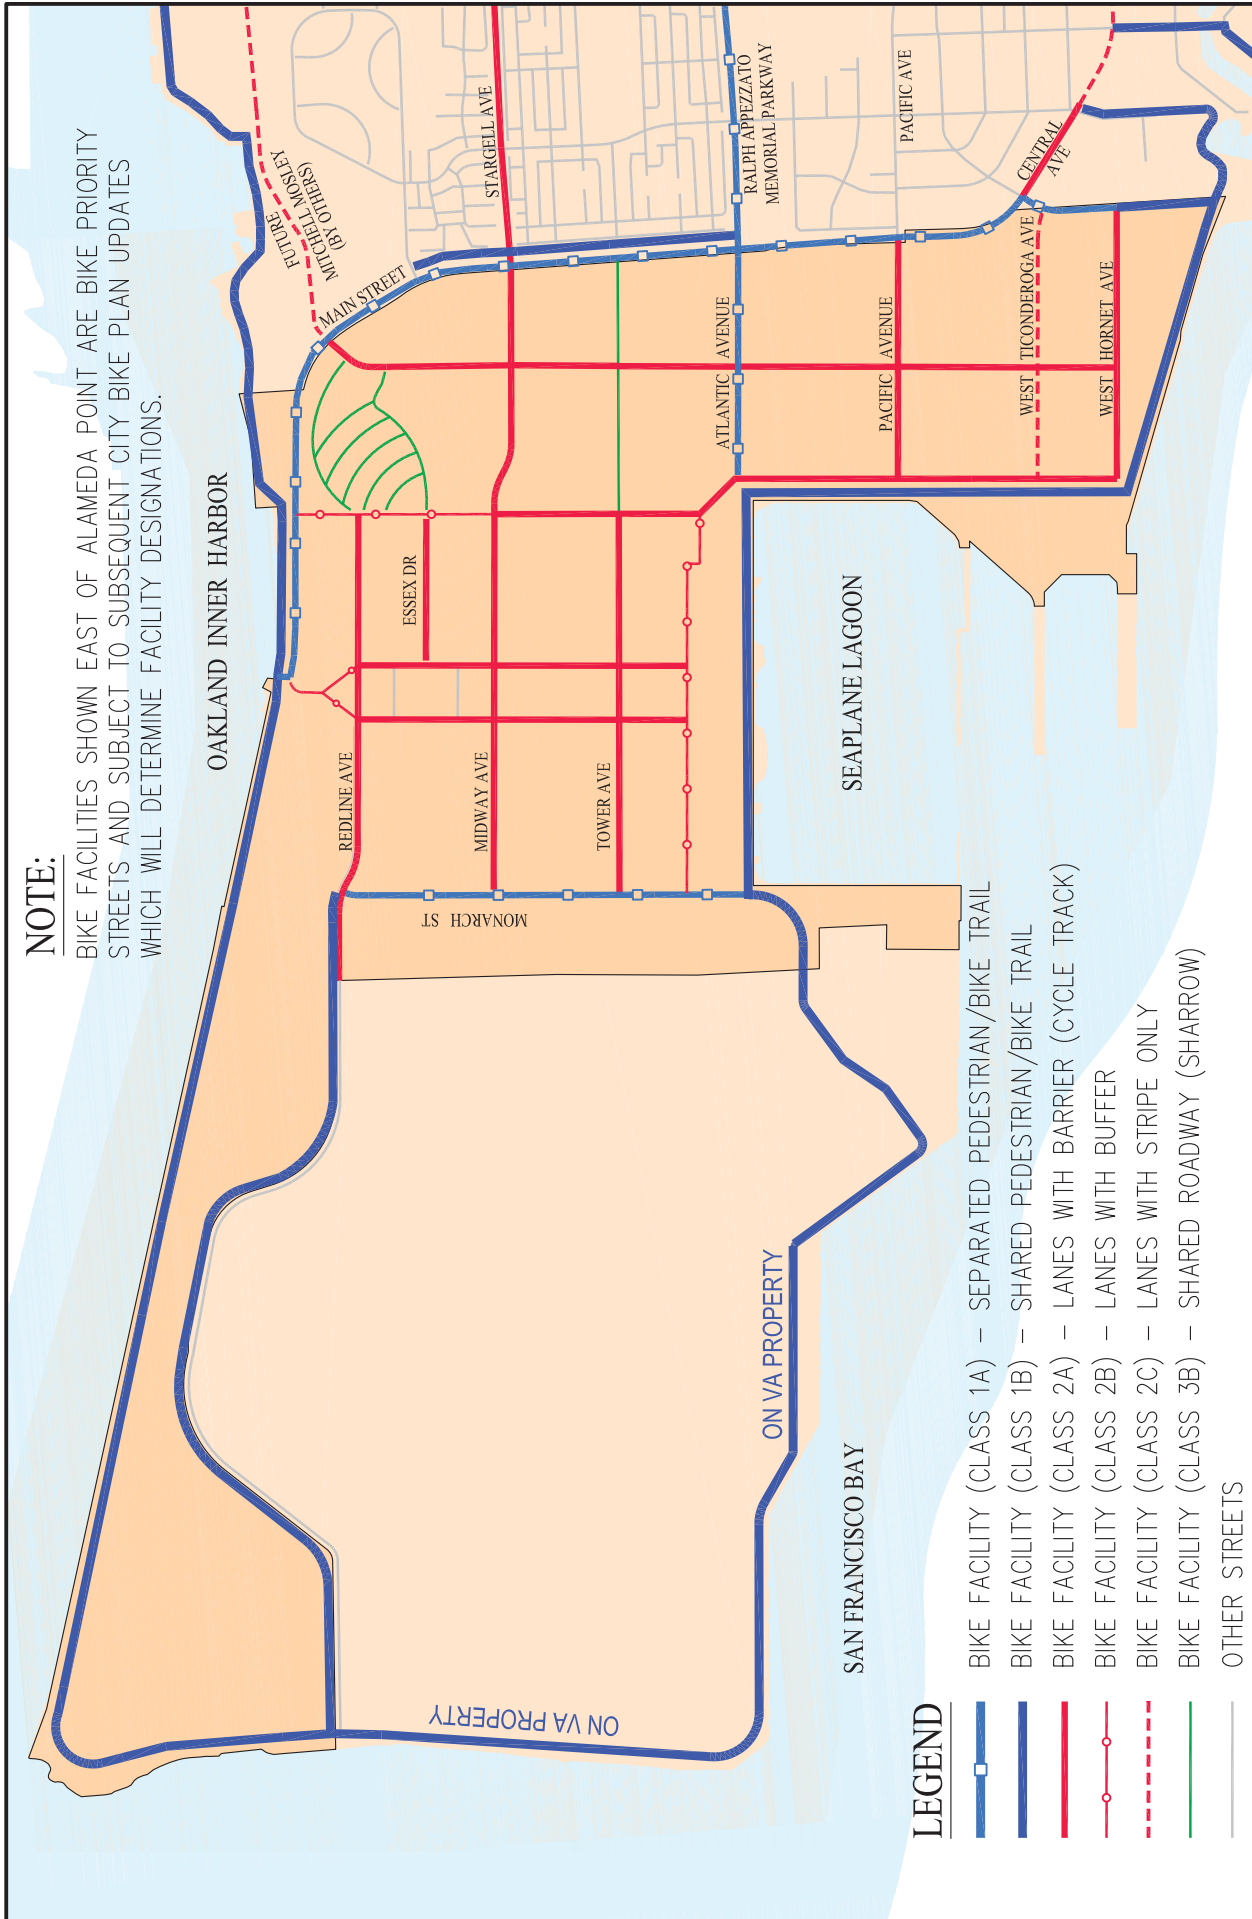 NOTE:
BIKE FACILITIES SHOWN EAST OF ALAMEDA POINT ARE BIKE PRIORITY
STREETS AND SUBJECT TO SUBSEQUENT CITY BIKE PLAN UPDATES
WHICH WILL DETERMINE FACILITY DESIGNATIONS.
OAKLAND INNER HARBOR
FUTURE
MITCHELL MOSLEY
(BY OTHERS)
MAIN STREET
STARGELL AVE
RALPH APPEZZATO
MEMORIAL PARKWAY
PACIFIC AVE
CENTRAL
AVE
REDLINE AVE
ESSEX DR
MIDWAY AVE
TOWER AVE
MONARCH ST
ATLANTIC AVENUE
PACIFIC AVENUE
WEST TICONDEROGA AVE
WEST HORNET AVE
SEAPLANE LAGOON
ON VA PROPERTY
ON VA PROPERTY
SAN FRANCISCO BAY
LEGEND
BIKE FACILITY (CLASS 1A) – SEPARATED PEDESTRIAN/BIKE TRAIL
BIKE FACILITY (CLASS 1B) – SHARED PEDESTRIAN/BIKE TRAIL
BIKE FACILITY (CLASS 2A) – LANES WITH BARRIER (CYCLE TRACK)
BIKE FACILITY (CLASS 2B) – LANES WITH BUFFER
BIKE FACILITY (CLASS 2C) – LANES WITH STRIPE ONLY
BIKE FACILITY (CLASS 3B) – SHARED ROADWAY (SHARROW)
OTHER STREETS